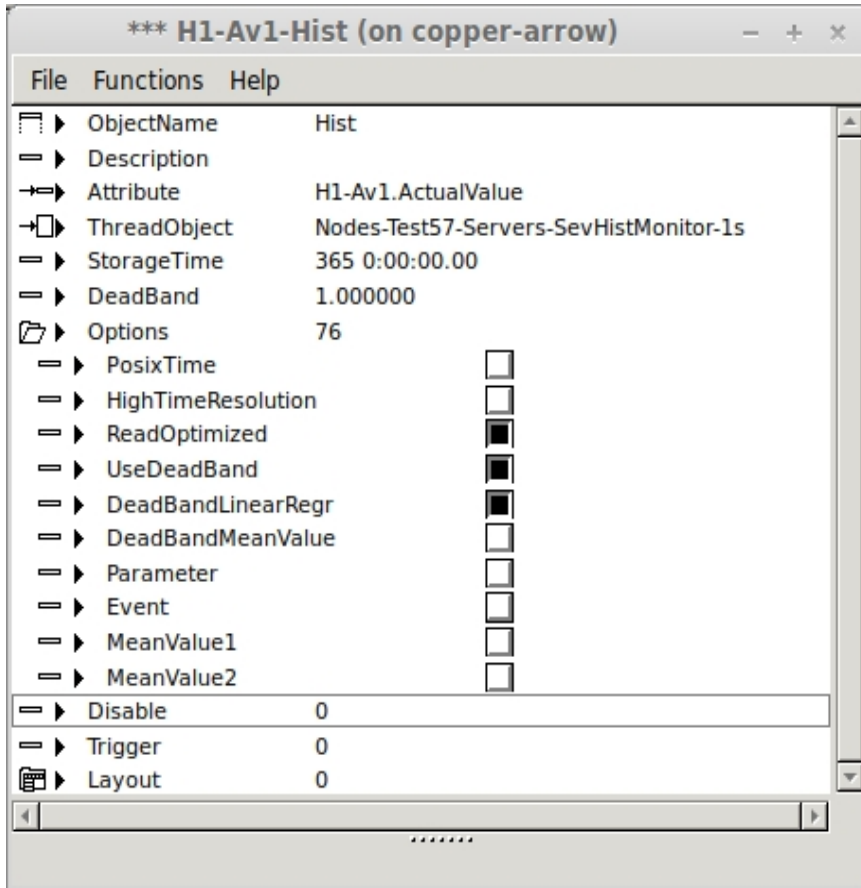 *** H1-Av1-Hist (on copper-arrow)
File Functions Help
ObjectName Hist
Description
Attribute H1-Av1.ActualValue
ThreadObject Nodes-Test57-Servers-SevHistMonitor-1s
StorageTime 365 0:00:00.00
DeadBand 1.000000
Options 76
PosixTime
HighTimeResolution
ReadOptimized
UseDeadBand
DeadBandLinearRegr
DeadBandMeanValue
Parameter
Event
MeanValue1
MeanValue2
Disable 0
Trigger 0
Layout 0